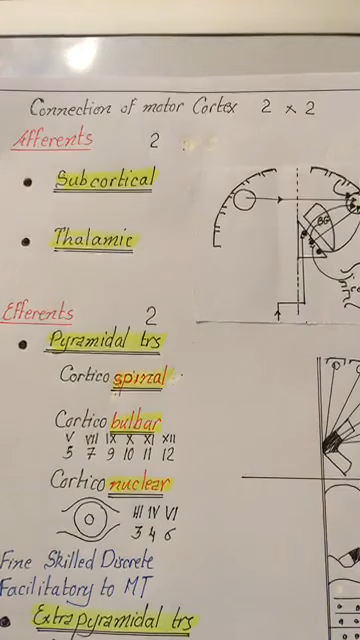 Connection of motor Cortex 2 x 2
Afferents 2
• Subcortical
• Thalamic
BG
Efferents 2
• Pyramidal trs
Cortico spinal
Cortico bulbar
V VII IX X XI XII
5 7 9 10 11 12
Cortico nuclear
III IV VI
3 4 6
Fine Skilled Discrete
Facilitatory to MT
• Extrapyramidal trs